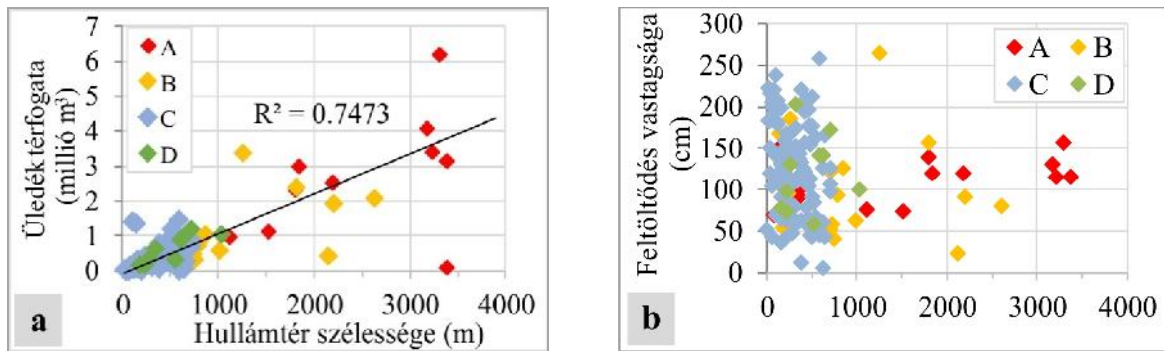 7
6
5
4
3
2
1
0
Üledék térfogata
(millió m³)
A
B
C
D
R² = 0.7473
0 1000 2000 3000 4000
Hullámtér szélessége (m)
a
300
250
200
150
100
50
0
Feltöltődés vastagsága
(cm)
A B
C D
0 1000 2000 3000 4000
b